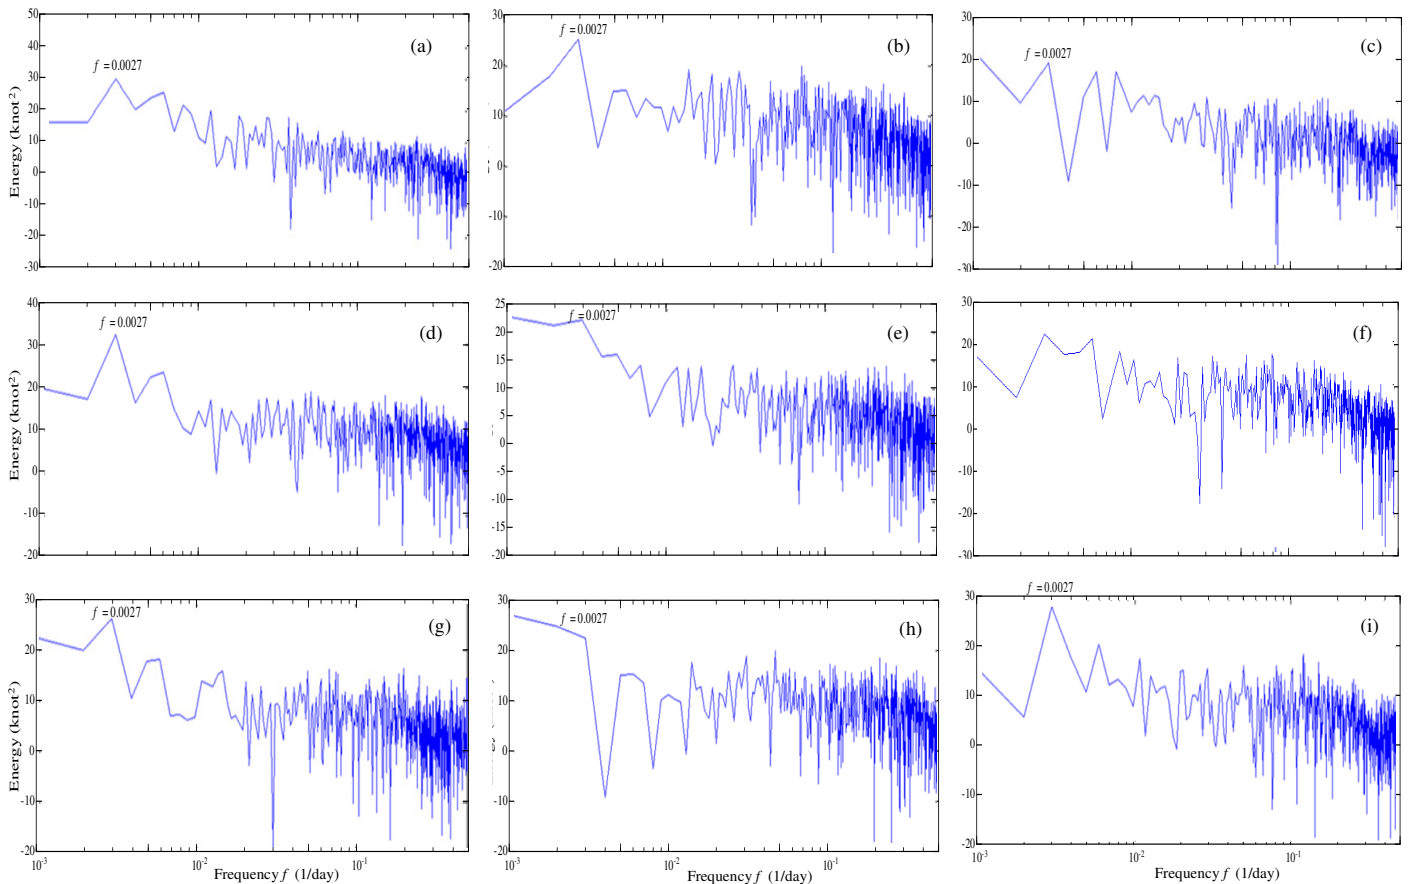 50
40
30
20
10
0
-10
-20
-30
Energy (knot²)
f = 0.0027
(a)
30
20
10
0
-10
-20
f =0.0027
(b)
30
20
10
0
-10
-20
-30
f =0.0027
(c)
40
30
20
10
0
-10
-20
Energy (knot²)
f =0.0027
(d)
25
20
15
10
5
0
-5
-10
-15
-20
f =0.0027
(e)
30
20
10
0
-10
-20
-30
(f)
30
20
10
0
-10
-20
Energy (knot²)
f =0.0027
(g)
10⁻³ 10⁻² 10⁻¹
Frequency f (1/day)
30
20
10
0
-10
-20
f =0.0027
(h)
10⁻³ 10⁻² 10⁻¹
Frequency f (1/day)
30
20
10
0
-10
-20
f =0.0027
(i)
10⁻³ 10⁻² 10⁻¹
Frequency f (1/day)